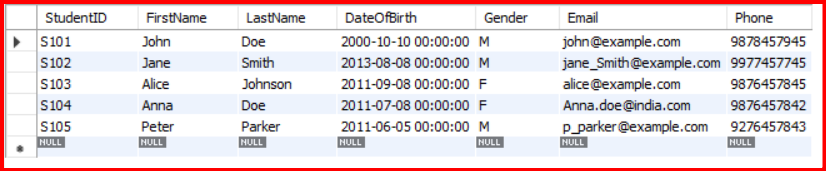 StudentID FirstName LastName DateOfBirth Gender Email Phone
S101 John Doe 2000-10-10 00:00:00 M john@example.com 9878457945
S102 Jane Smith 2013-08-08 00:00:00 M jane_Smith@example.com 9977457745
S103 Alice Johnson 2011-09-08 00:00:00 F alice@example.com 9876457845
S104 Anna Doe 2011-07-08 00:00:00 F Anna.doe@india.com 9876457842
S105 Peter Parker 2011-06-05 00:00:00 M p_parker@example.com 9276457843
NULL NULL NULL NULL NULL NULL NULL